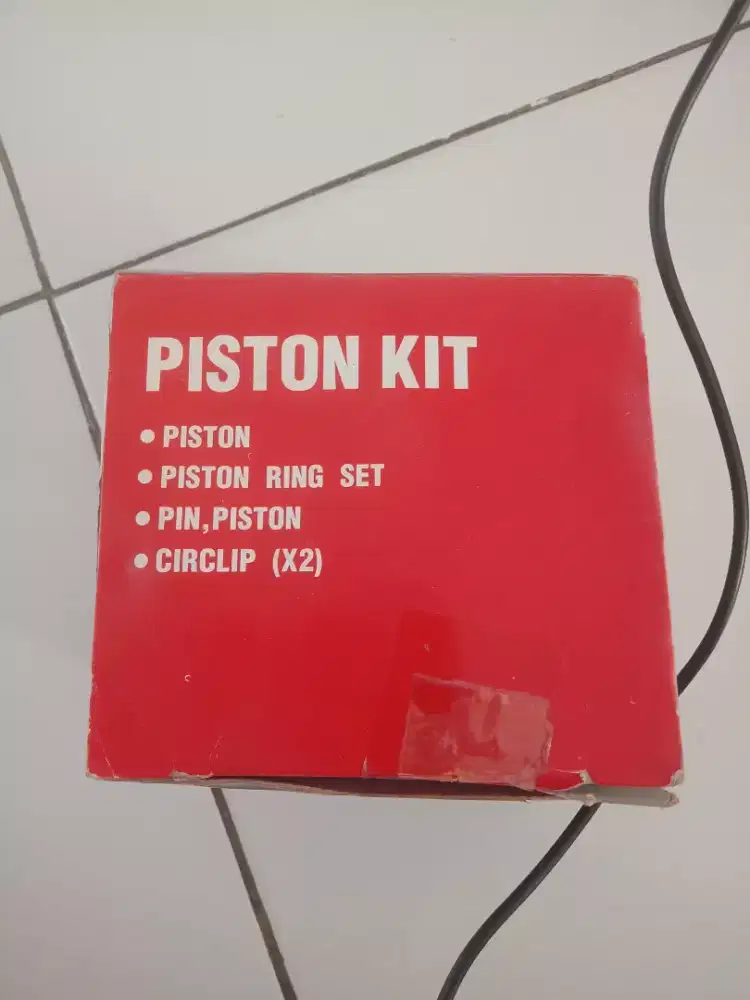 PISTON KIT
• PISTON
• PISTON RING SET
• PIN,PISTON
• CIRCLIP (X2)